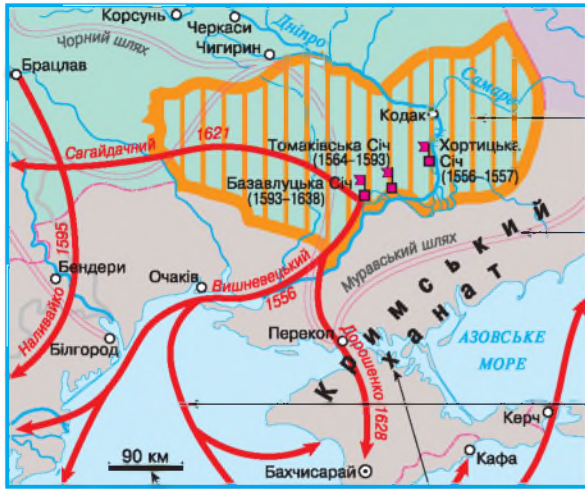 Корсунь
Черкаси
Чорний шлях
Чигирин
Дніпро
Брацлав
Самара
Кодак
Сагайдачний 1621
Томаківська Січ
(1564–1593)
Хортицька
Січ
(1556–1557)
Базавлуцька Січ
(1593–1638)
Наливайко 1595
Бендери
Очаків
Вишневецький
1556
Муравський шлях
Кримський
ханат
Білгород
Перекоп
Дорошенко 1628
АЗОВСЬКЕ
МОРЕ
Керч
90 км
Бахчисарай
Кафа